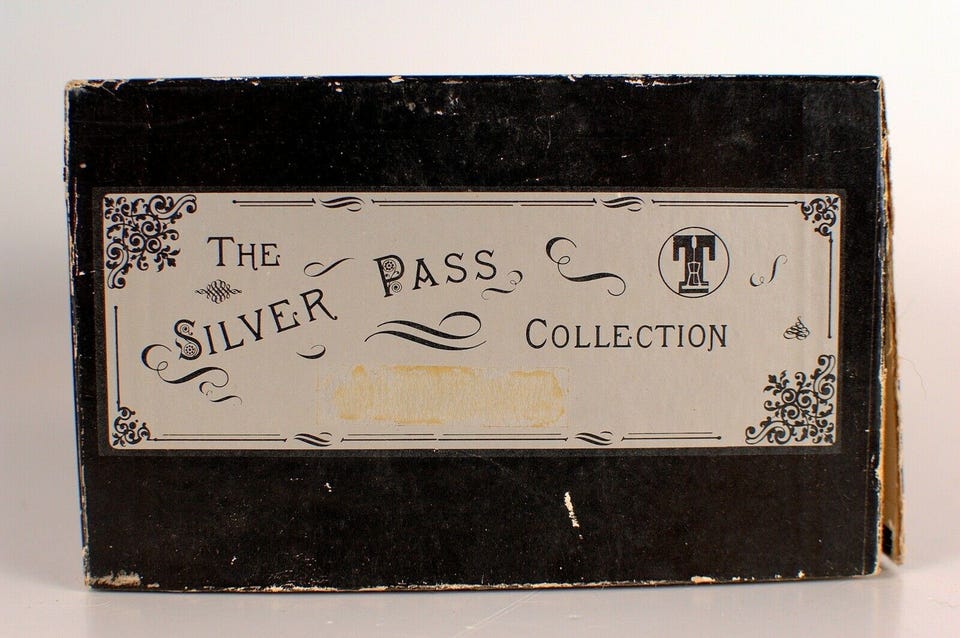 THE
SILVER PASS
COLLECTION
T